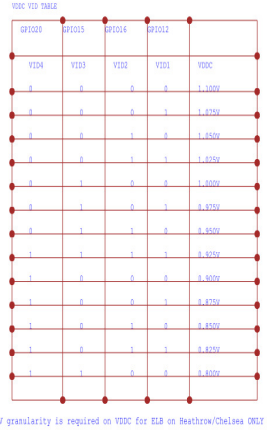 VDDC VID TABLE
GPIO20 GPIO15 GPIO16 GPIO12
VID4 VID3 VID2 VID1 VDDC
0 0 0 0 1.100V
0 0 0 1 1.075V
0 0 1 0 1.050V
0 0 1 1 1.025V
0 1 0 0 1.000V
0 1 0 1 0.975V
0 1 1 0 0.950V
1 1 1 1 0.925V
1 0 0 0 0.900V
1 0 0 1 0.875V
1 0 1 0 0.850V
1 0 1 1 0.825V
1 1 0 0 0.800V
V granularity is required on VDDC for ELB on Heathrow/Chelsea ONLY